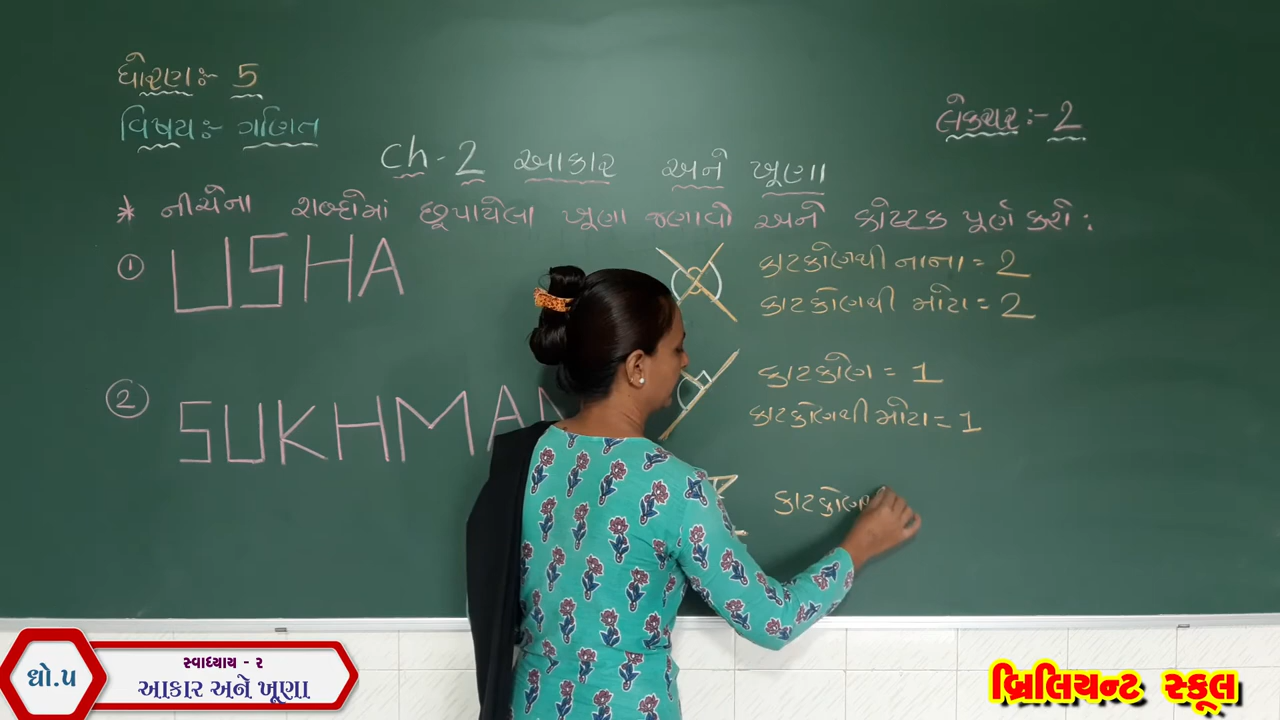 ધોરણ:- 5
વિષય:- ગણિત
લેક્ચર:- 2
Ch-2 આકાર અને ખૂણા
* નીચેના શબ્દોમાં છૂપાયેલા ખૂણા જણાવો અને કોષ્ટક પૂર્ણ કરો:
① USHA
કાટકોણથી નાના = 2
કાટકોણથી મોટા = 2
② SUKHMAN
કાટકોણ = 1
કાટકોણથી મોટા = 1
કાટકોણ
ધો.૫
સ્વાધ્યાય - ૨
આકાર અને ખૂણા
બ્રિલિયન્ટ સ્કૂલ